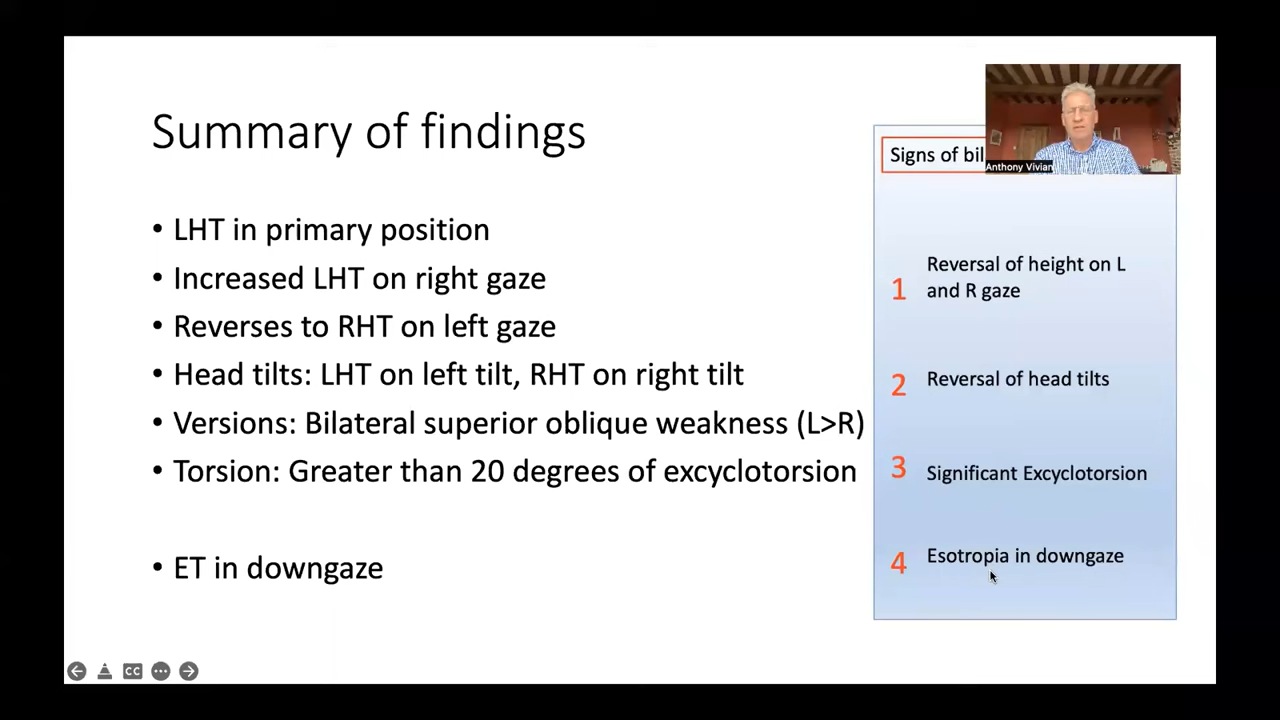 Summary of findings
• LHT in primary position
• Increased LHT on right gaze
• Reverses to RHT on left gaze
• Head tilts: LHT on left tilt, RHT on right tilt
• Versions: Bilateral superior oblique weakness (L>R)
• Torsion: Greater than 20 degrees of excyclotorsion
• ET in downgaze
Anthony Vivian
Signs of
1 Reversal of height on L
and R gaze
2 Reversal of head tilts
3 Significant Excyclotorsion
4 Esotropia in downgaze
CC